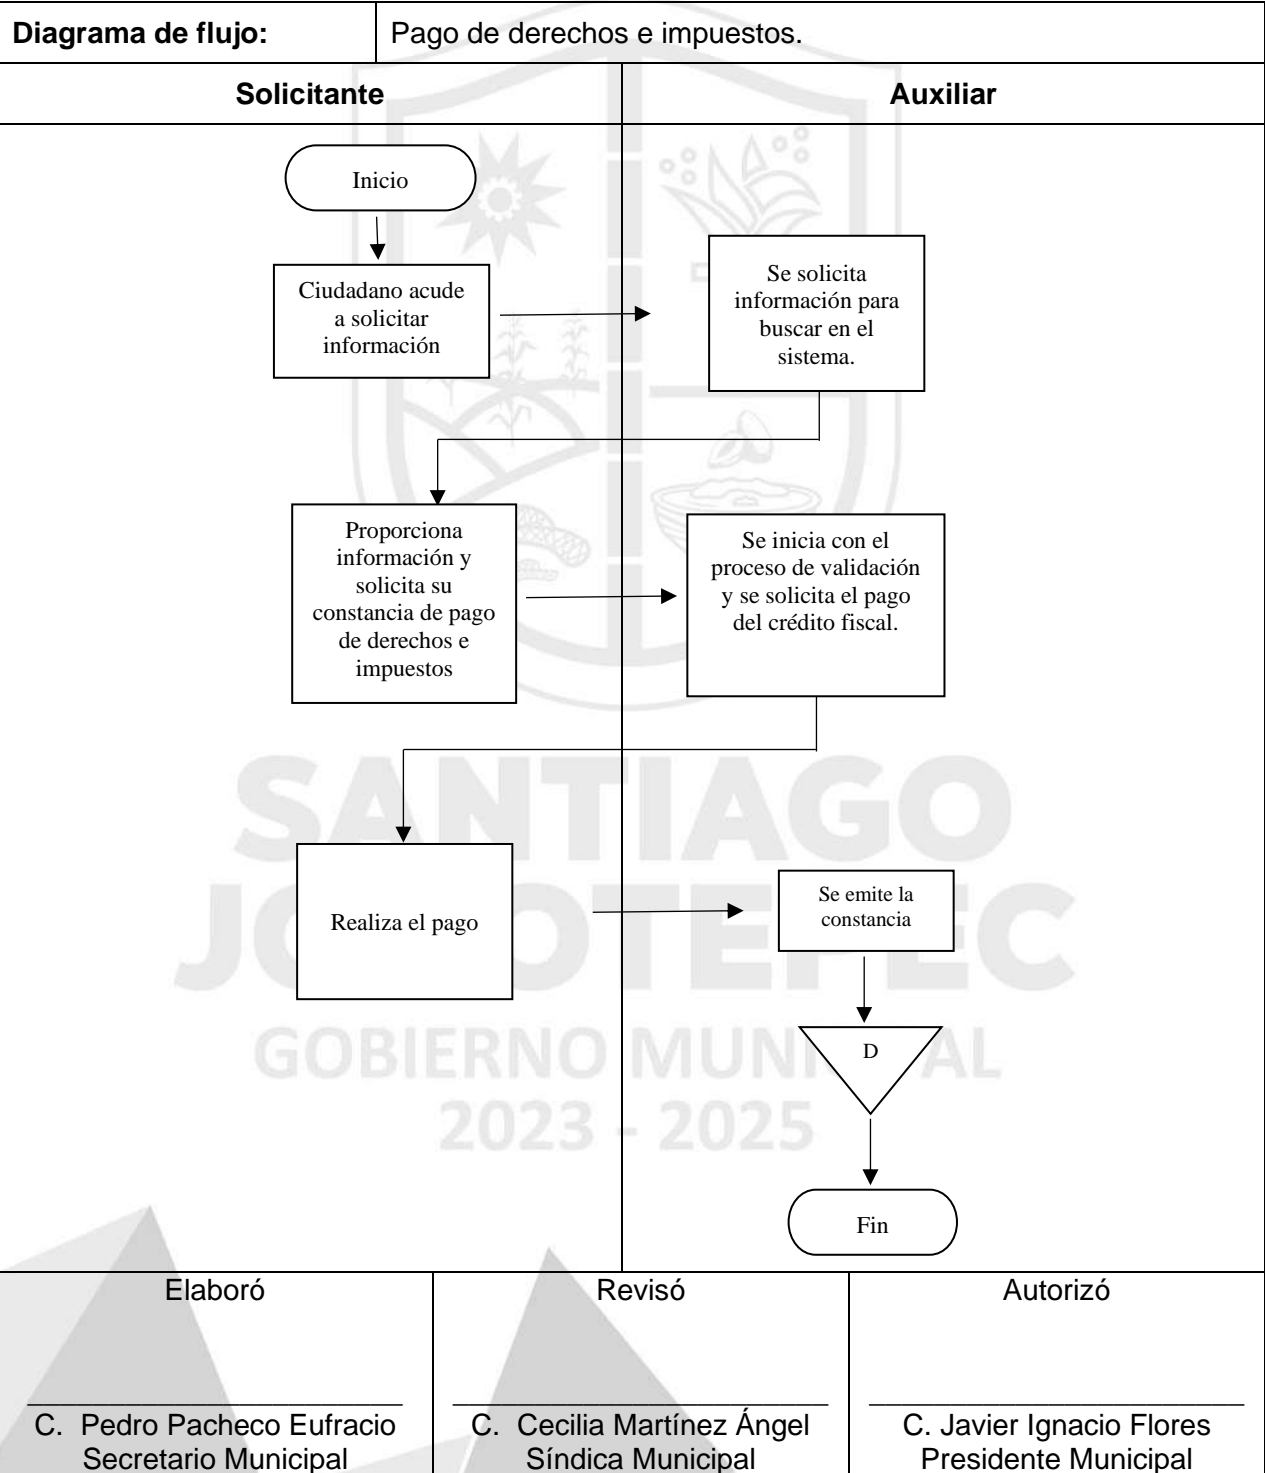 Diagrama de flujo:
Pago de derechos e impuestos.
Solicitante
Auxiliar
Inicio
Ciudadano acude
a solicitar
información
Se solicita
información para
buscar en el
sistema.
Proporciona
información y
solicita su
constancia de pago
de derechos e
impuestos
Se inicia con el
proceso de validación
y se solicita el pago
del crédito fiscal.
Realiza el pago
Se emite la
constancia
D
Fin
SANTIAGO
GOBIERNO
2023 - 2025
Elaboró
C. Pedro Pacheco Eufracio
Secretario Municipal
Revisó
C. Cecilia Martínez Ángel
Síndica Municipal
Autorizó
C. Javier Ignacio Flores
Presidente Municipal